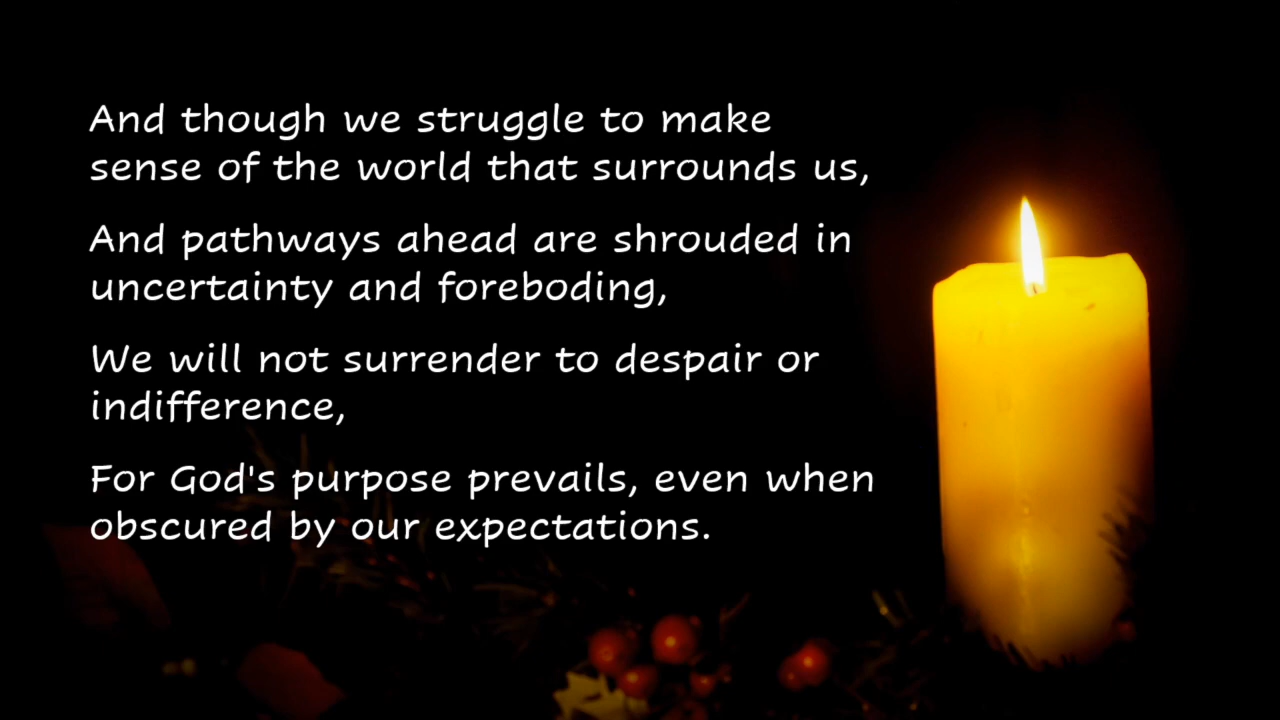 And though we struggle to make
sense of the world that surrounds us,
And pathways ahead are shrouded in
uncertainty and foreboding,
We will not surrender to despair or
indifference,
For God's purpose prevails, even when
obscured by our expectations.